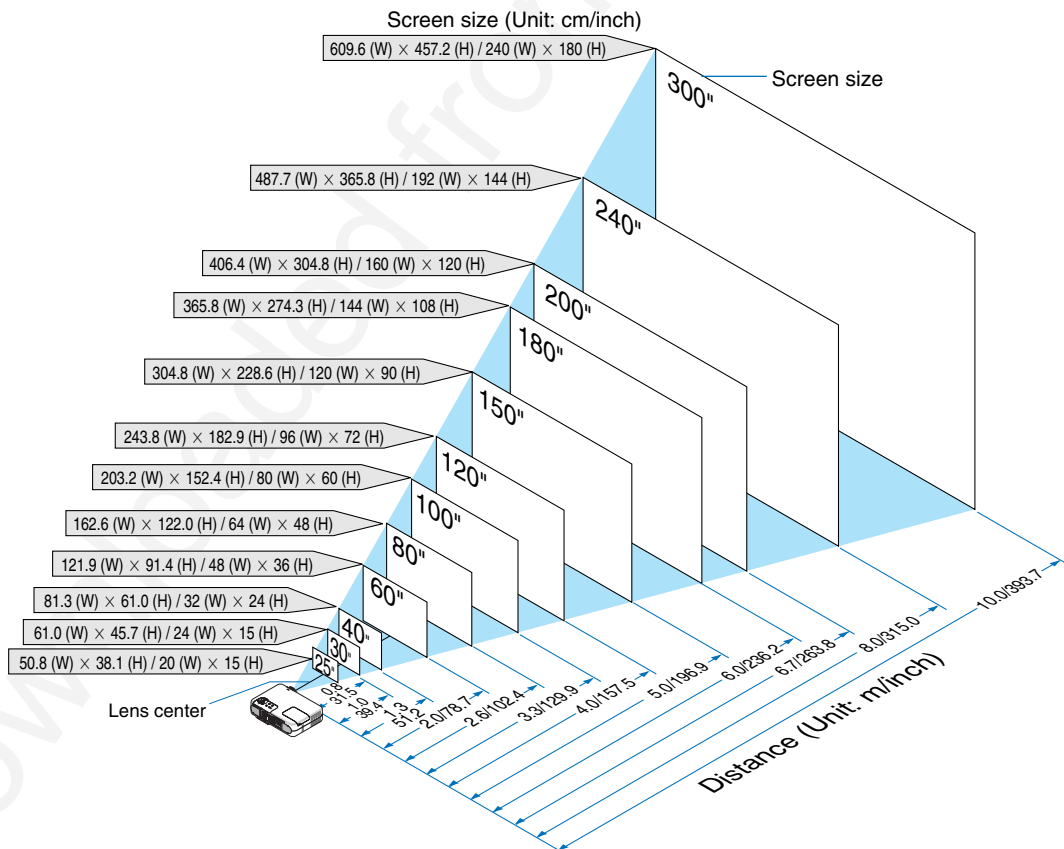 Screen size (Unit: cm/inch)
609.6 (W) × 457.2 (H) / 240 (W) × 180 (H)
Screen size
300"
487.7 (W) × 365.8 (H) / 192 (W) × 144 (H)
240"
406.4 (W) × 304.8 (H) / 160 (W) × 120 (H)
200"
365.8 (W) × 274.3 (H) / 144 (W) × 108 (H)
180"
304.8 (W) × 228.6 (H) / 120 (W) × 90 (H)
150"
243.8 (W) × 182.9 (H) / 96 (W) × 72 (H)
120"
203.2 (W) × 152.4 (H) / 80 (W) × 60 (H)
100"
162.6 (W) × 122.0 (H) / 64 (W) × 48 (H)
80"
121.9 (W) × 91.4 (H) / 48 (W) × 36 (H)
60"
81.3 (W) × 61.0 (H) / 32 (W) × 24 (H)
40"
61.0 (W) × 45.7 (H) / 24 (W) × 15 (H)
30"
50.8 (W) × 38.1 (H) / 20 (W) × 15 (H)
25"
Lens center
0.8
31.5
1.0
38.4
1.3
51.2
2.0/78.7
2.6/102.4
3.3/129.9
4.0/157.5
5.0/196.9
6.0/236.2
6.7/263.8
8.0/315.0
10.0/393.7
Distance (Unit: m/inch)
ownloaded from